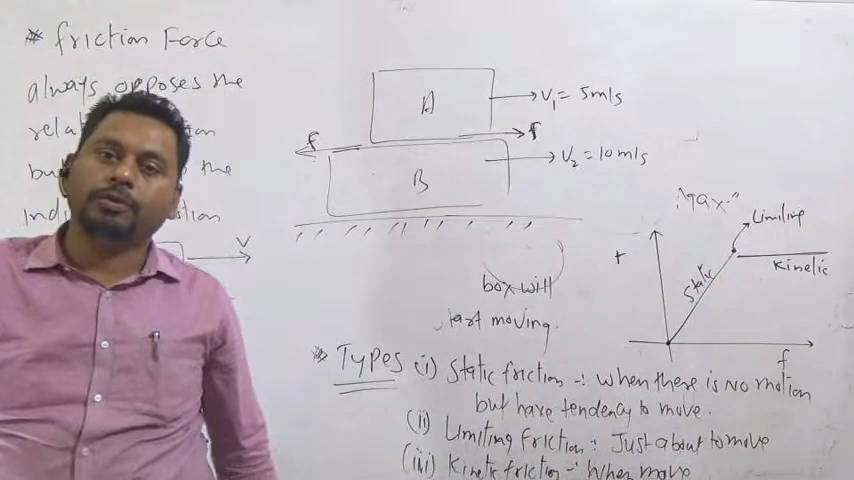 * friction Force
always opposes the
the
V
f
A
V₁ = 5m/s
f
B
V₂ = 10m/s
"Max"
Limiting
Static
Kinetic
f
box will
start moving.
* Types (i) Static friction -: When there is No motion
but have tendency to move.
(ii) Limiting Friction : Just about to move
(iii) Kinetic friction -: When move